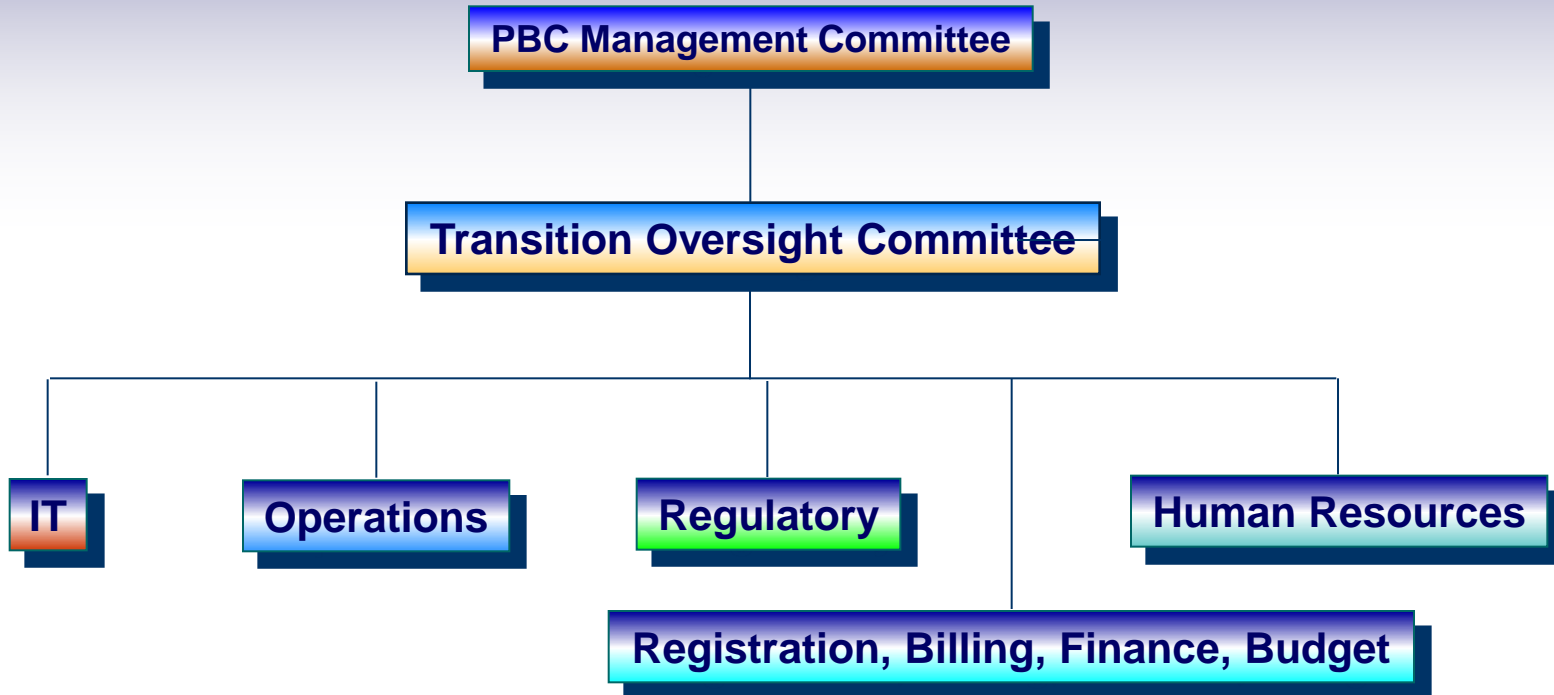 PBC Management Committee
Transition Oversight Committee
IT
Operations
Regulatory
Human Resources
Registration, Billing, Finance, Budget